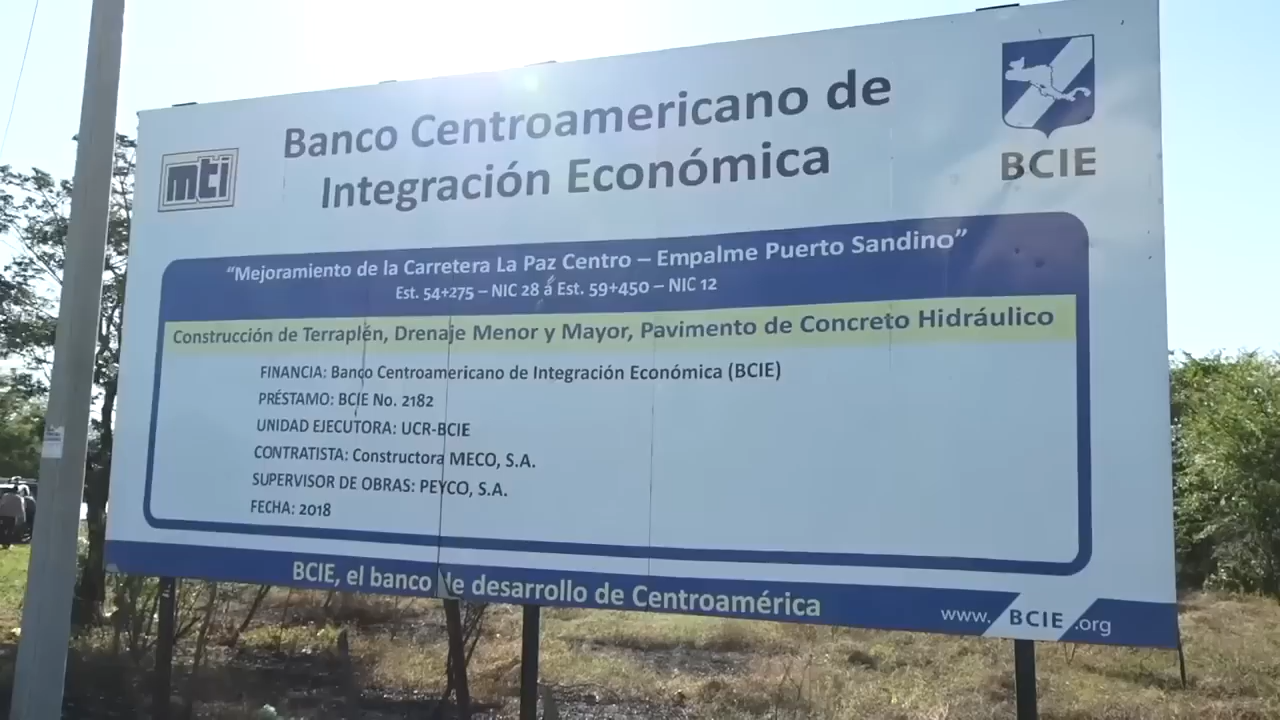 mti
Banco Centroamericano de
Integración Económica
BCIE
“Mejoramiento de la Carretera La Paz Centro – Empalme Puerto Sandino”
Est. 54+275 – NIC 28 á Est. 59+450 – NIC 12
Construcción de Terraplén, Drenaje Menor y Mayor, Pavimento de Concreto Hidráulico
FINANCIA: Banco Centroamericano de Integración Económica (BCIE)
PRÉSTAMO: BCIE No. 2182
UNIDAD EJECUTORA: UCR-BCIE
CONTRATISTA: Constructora MECO, S.A.
SUPERVISOR DE OBRAS: PEYCO, S.A.
FECHA: 2018
BCIE, el banco de desarrollo de Centroamérica
www. BCIE .org